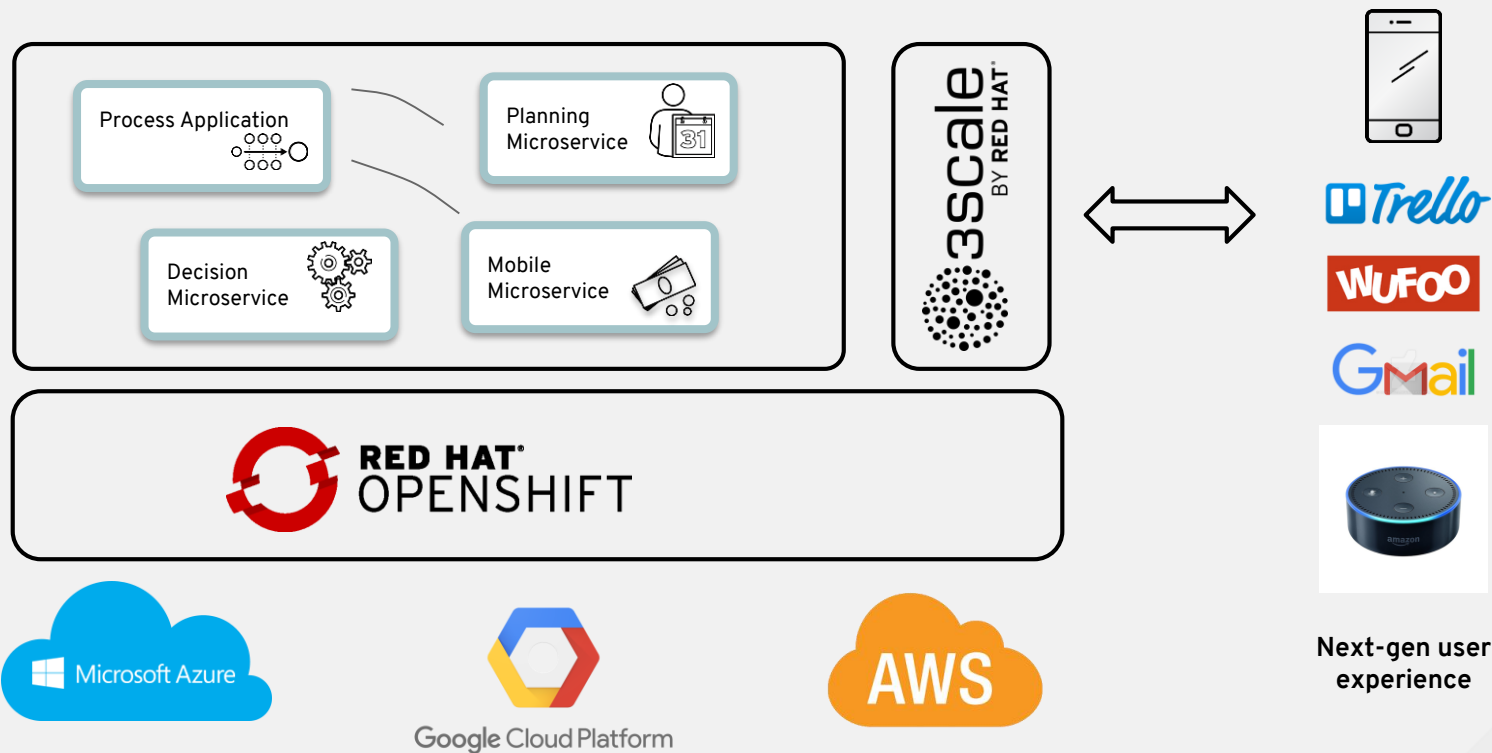 Process Application
Planning
Microservice
31
Decision
Microservice
Mobile
Microservice
3scale
BY RED HAT®
RED HAT®
OPENSHIFT
Microsoft Azure
Google Cloud Platform
AWS
Trello
WUFOO
GMail
amazon
Next-gen user
experience